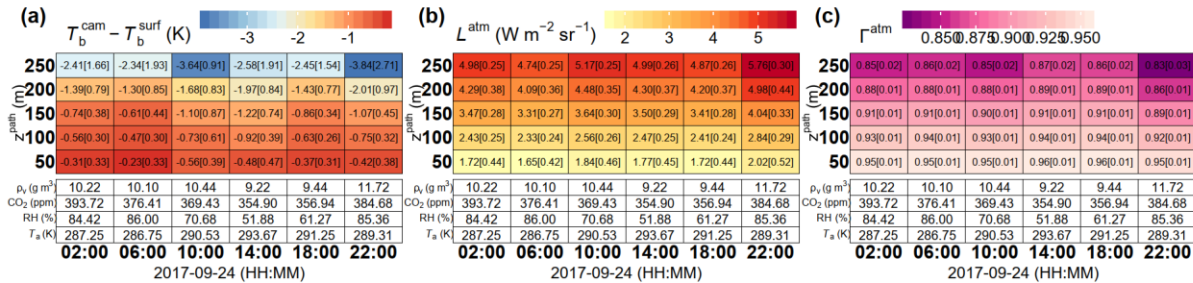 (a) T_b^cam − T_b^surf (K) -3 -2 -1
250 -2.41[1.66] -2.34[1.93] -3.64[0.91] -2.58[1.91] -2.45[1.54] -3.84[2.71]
200 -1.39[0.79] -1.30[0.85] -1.68[0.83] -1.97[0.84] -1.43[0.77] -2.01[0.97]
150 -0.74[0.38] -0.61[0.44] -1.10[0.87] -1.22[0.74] -0.86[0.34] -1.07[0.45]
100 -0.56[0.30] -0.47[0.30] -0.73[0.61] -0.92[0.39] -0.63[0.26] -0.75[0.32]
50 -0.31[0.33] -0.23[0.33] -0.56[0.39] -0.48[0.47] -0.37[0.31] -0.42[0.38]
z^path (m)
ρv (g m³) 10.22 10.10 10.44 9.22 9.44 11.72
CO₂ (ppm) 393.72 376.41 369.43 354.90 356.94 384.68
RH (%) 84.42 86.00 70.68 51.88 61.27 85.36
Ta (K) 287.25 286.75 290.53 293.67 291.25 289.31
02:00 06:00 10:00 14:00 18:00 22:00
2017-09-24 (HH:MM)
(b) L^atm (W m⁻² sr⁻¹) 2 3 4 5
250 4.98[0.25] 4.74[0.25] 5.17[0.25] 4.99[0.26] 4.87[0.26] 5.76[0.30]
200 4.29[0.38] 4.09[0.36] 4.48[0.35] 4.30[0.37] 4.20[0.36] 4.98[0.44]
150 3.47[0.28] 3.31[0.27] 3.64[0.30] 3.50[0.29] 3.41[0.28] 4.04[0.33]
100 2.43[0.25] 2.33[0.24] 2.56[0.26] 2.47[0.25] 2.41[0.24] 2.84[0.29]
50 1.72[0.44] 1.65[0.42] 1.84[0.46] 1.77[0.45] 1.72[0.44] 2.02[0.52]
z^path (m)
ρv (g m³) 10.22 10.10 10.44 9.22 9.44 11.72
CO₂ (ppm) 393.72 376.41 369.43 354.90 356.94 384.68
RH (%) 84.42 86.00 70.68 51.88 61.27 85.36
Ta (K) 287.25 286.75 290.53 293.67 291.25 289.31
02:00 06:00 10:00 14:00 18:00 22:00
2017-09-24 (HH:MM)
(c) Γ^atm 0.850 0.875 0.900 0.925 0.950
250 0.85[0.02] 0.86[0.02] 0.85[0.02] 0.87[0.02] 0.86[0.02] 0.83[0.03]
200 0.88[0.01] 0.88[0.01] 0.88[0.01] 0.89[0.01] 0.88[0.01] 0.86[0.01]
150 0.91[0.01] 0.91[0.01] 0.90[0.01] 0.91[0.01] 0.91[0.01] 0.89[0.01]
100 0.93[0.01] 0.94[0.01] 0.93[0.01] 0.94[0.01] 0.94[0.01] 0.92[0.01]
50 0.95[0.01] 0.95[0.01] 0.95[0.01] 0.96[0.01] 0.96[0.01] 0.95[0.01]
z^path (m)
ρv (g m³) 10.22 10.10 10.44 9.22 9.44 11.72
CO₂ (ppm) 393.72 376.41 369.43 354.90 356.94 384.68
RH (%) 84.42 86.00 70.68 51.88 61.27 85.36
Ta (K) 287.25 286.75 290.53 293.67 291.25 289.31
02:00 06:00 10:00 14:00 18:00 22:00
2017-09-24 (HH:MM)